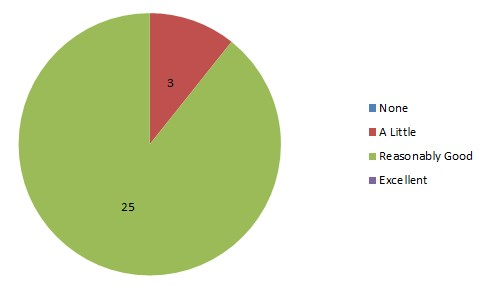 3
25
None
A Little
Reasonably Good
Excellent